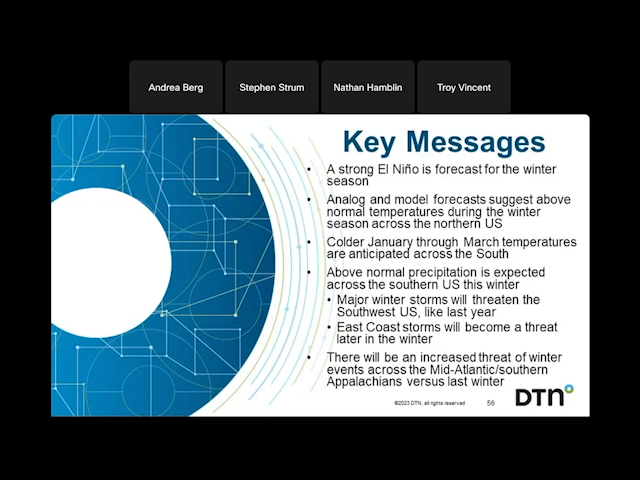 Andrea Berg
Stephen Strum
Nathan Hamblin
Troy Vincent
Key Messages
• A strong El Niño is forecast for the winter
season
• Analog and model forecasts suggest above
normal temperatures during the winter
season across the northern US
• Colder January through March temperatures
are anticipated across the South
• Above normal precipitation is expected
across the southern US this winter
• Major winter storms will threaten the
Southwest US, like last year
• East Coast storms will become a threat
later in the winter
• There will be an increased threat of winter
events across the Mid-Atlantic/southern
Appalachians versus last winter
©2023 DTN, all rights reserved
56
DTN